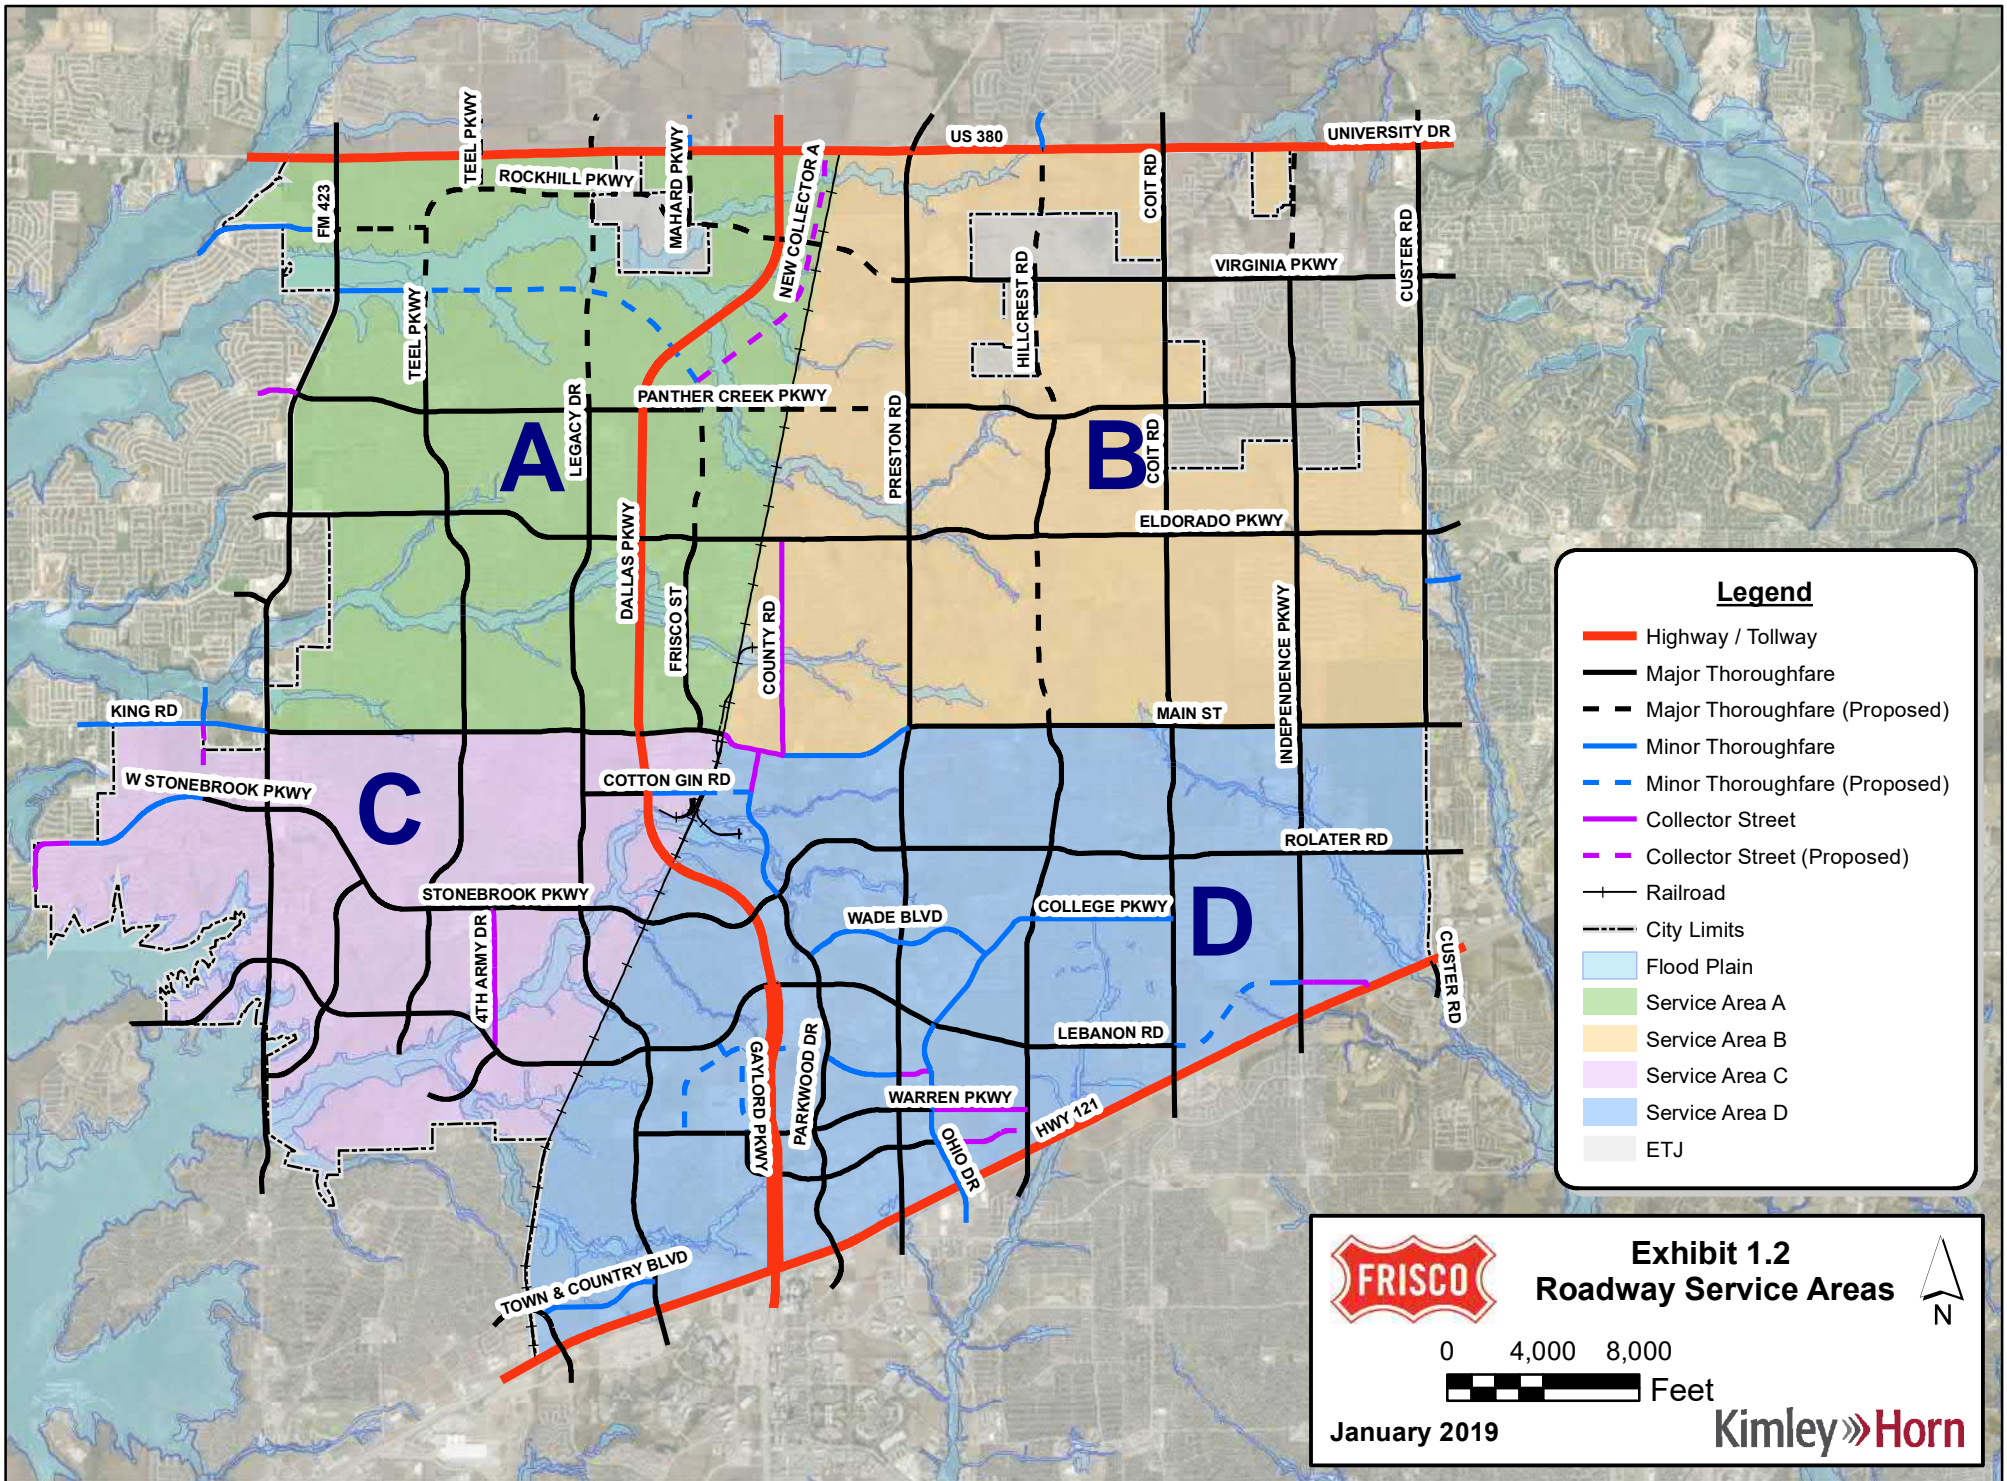 US 380
UNIVERSITY DR
TEEL PKWY
ROCKHILL PKWY
MAHARD PKWY
NEW COLLECTOR A
FM 423
COIT RD
CUSTER RD
HILLCREST RD
VIRGINIA PKWY
TEEL PKWY
LEGACY DR
PANTHER CREEK PKWY
PRESTON RD
COIT RD
A
B
DALLAS PKWY
ELDORADO PKWY
FRISCO ST
COUNTY RD
INDEPENDENCE PKWY
KING RD
MAIN ST
W STONEBROOK PKWY
COTTON GIN RD
C
ROLATER RD
STONEBROOK PKWY
4TH ARMY DR
WADE BLVD
COLLEGE PKWY
D
CUSTER RD
GAYLORD PKWY
PARKWOOD DR
LEBANON RD
WARREN PKWY
OHIO DR
HWY 121
TOWN & COUNTRY BLVD
Legend
Highway / Tollway
Major Thoroughfare
Major Thoroughfare (Proposed)
Minor Thoroughfare
Minor Thoroughfare (Proposed)
Collector Street
Collector Street (Proposed)
Railroad
City Limits
Flood Plain
Service Area A
Service Area B
Service Area C
Service Area D
ETJ
FRISCO
Exhibit 1.2
Roadway Service Areas
N
0 4,000 8,000
Feet
January 2019
Kimley»Horn